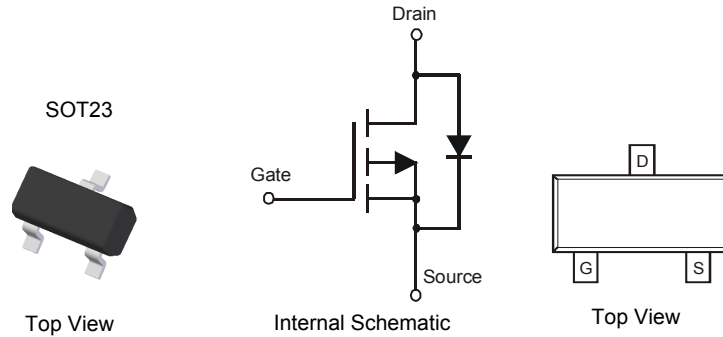 SOT23
Top View
Drain
Gate
Source
Internal Schematic
D
G S
Top View